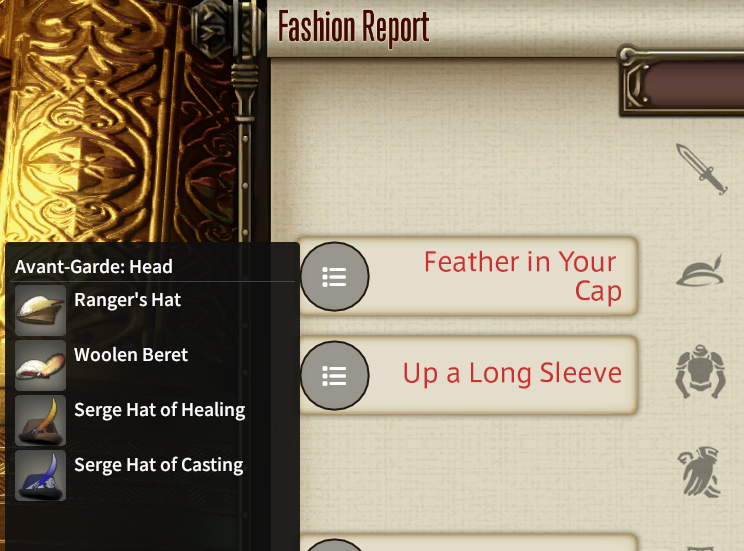 Fashion Report
Avant-Garde: Head
Ranger's Hat
Woolen Beret
Serge Hat of Healing
Serge Hat of Casting
Feather in Your
Cap
Up a Long Sleeve